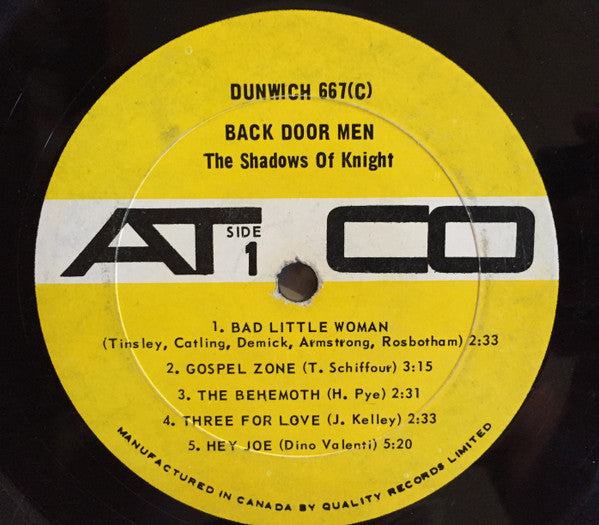 DUNWICH 667(C)
BACK DOOR MEN
The Shadows Of Knight
ATCO
SIDE
1
1. BAD LITTLE WOMAN
(Tinsley, Catling, Demick, Armstrong, Rosbotham) 2:33
2. GOSPEL ZONE (T. Schiffour) 3:15
3. THE BEHEMOTH (H. Pye) 2:31
4. THREE FOR LOVE (J. Kelley) 2:33
5. HEY JOE (Dino Valenti) 5:20
MANUFACTURED IN CANADA BY QUALITY RECORDS LIMITED